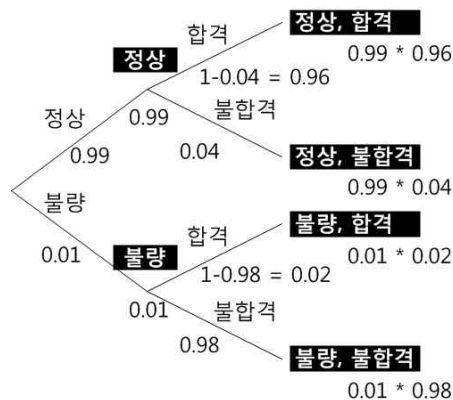 합격
정상, 합격
정상
0.99 * 0.96
1-0.04 = 0.96
정상
0.99
불합격
0.99
0.04
정상, 불합격
0.99 * 0.04
불량
불량, 합격
합격
0.01
불량
0.01 * 0.02
1-0.98 = 0.02
0.01
불합격
0.98
불량, 불합격
0.01 * 0.98